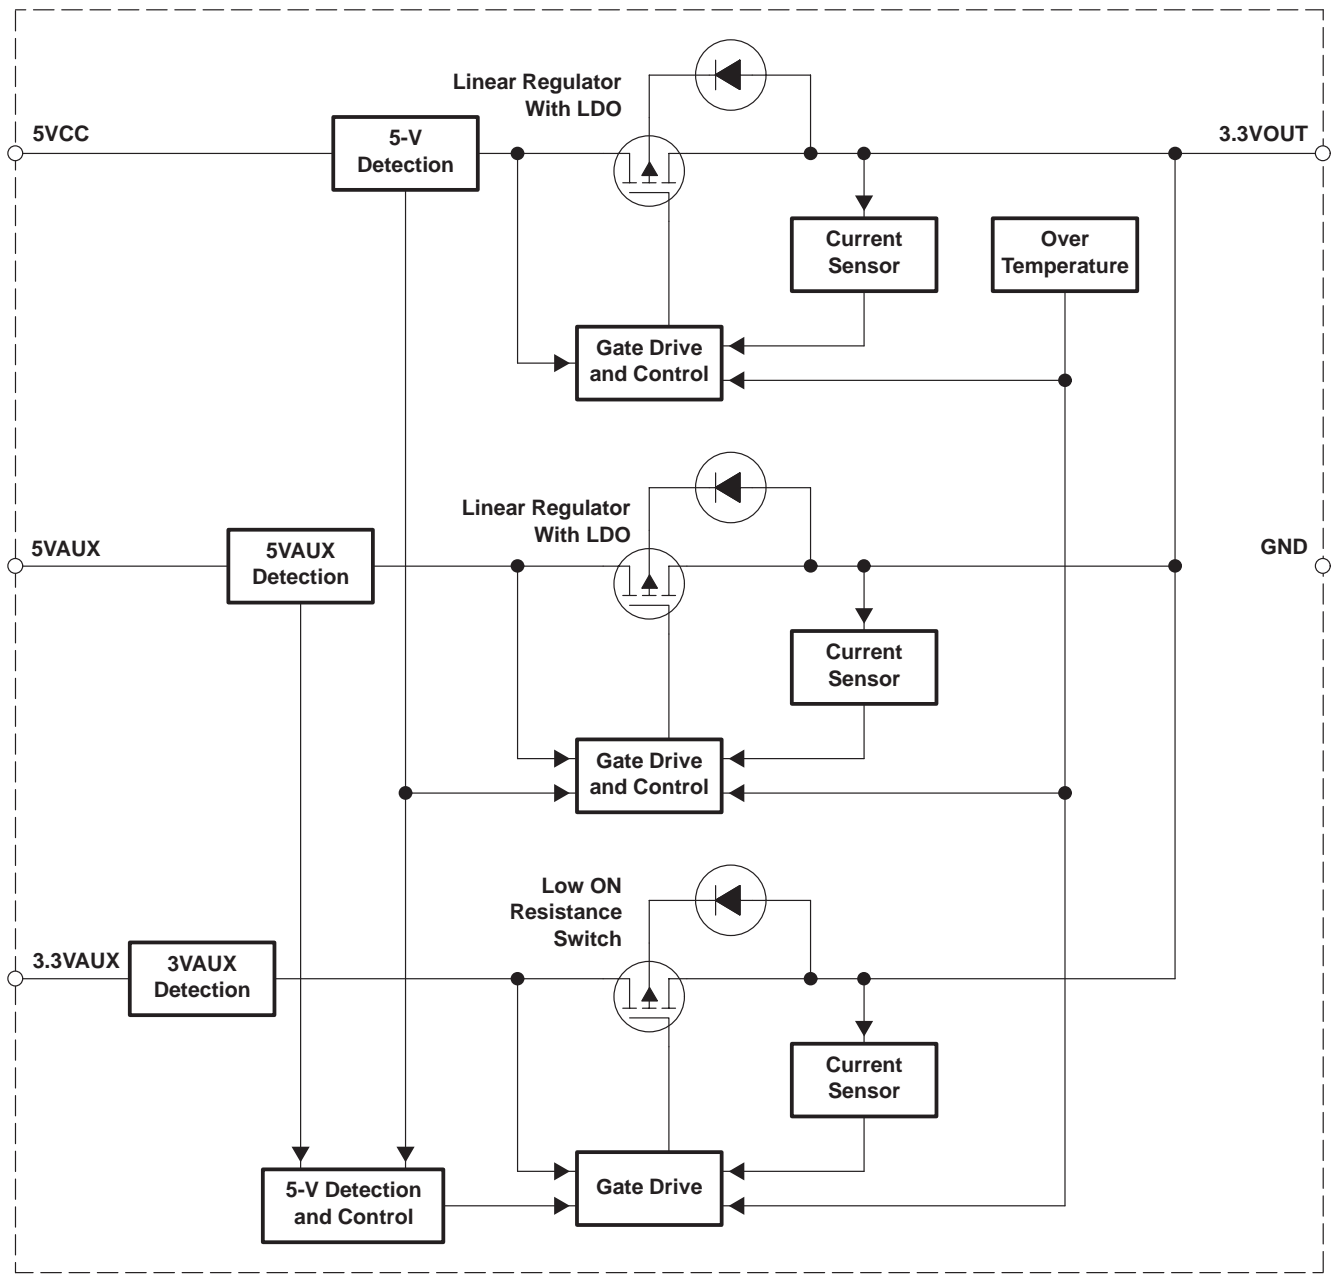 Linear Regulator
With LDO
5VCC
5-V
Detection
3.3VOUT
Current
Sensor
Over
Temperature
Gate Drive
and Control
Linear Regulator
With LDO
5VAUX
5VAUX
Detection
GND
Current
Sensor
Gate Drive
and Control
Low ON
Resistance
Switch
3.3VAUX
3VAUX
Detection
Current
Sensor
5-V Detection
and Control
Gate Drive